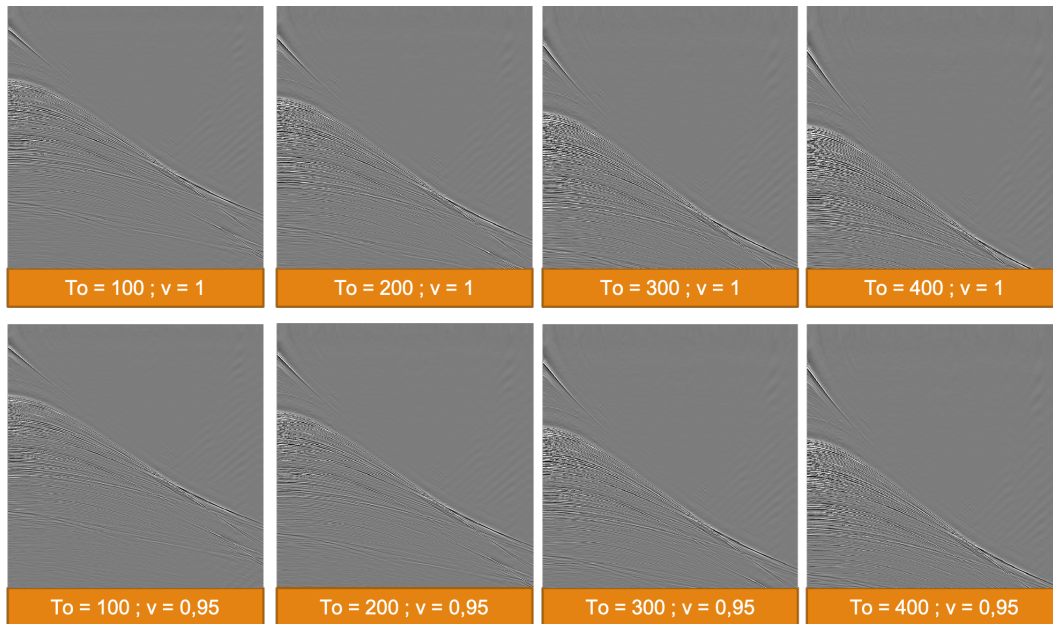 To = 100 ; v = 1
To = 200 ; v = 1
To = 300 ; v = 1
To = 400 ; v = 1
To = 100 ; v = 0,95
To = 200 ; v = 0,95
To = 300 ; v = 0,95
To = 400 ; v = 0,95